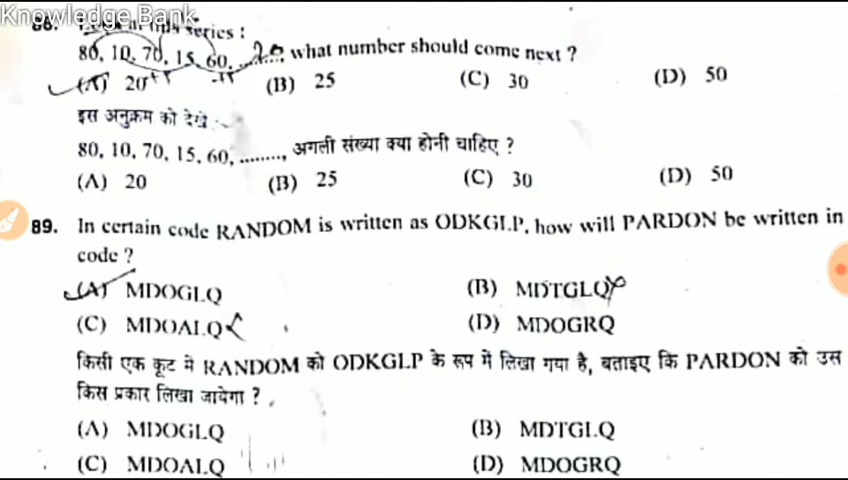 Knowledge Bank
88. series :
80, 10, 70, 15, 60, ........, 20 what number should come next ?
(A) 20 (B) 25 (C) 30 (D) 50
इस अनुक्रम को देखे
80, 10, 70, 15, 60, ........, अगली संख्या क्या होनी चाहिए ?
(A) 20 (B) 25 (C) 30 (D) 50
89. In certain code RANDOM is written as ODKGLP, how will PARDON be written in
code ?
(A) MDOGLQ (B) MDTGLQ
(C) MDOALQ (D) MDOGRQ
किसी एक कूट में RANDOM को ODKGLP के रूप में लिखा गया है, बताइए कि PARDON को उस
किस प्रकार लिखा जायेगा ?
(A) MDOGLQ (B) MDTGLQ
(C) MDOALQ (D) MDOGRQ